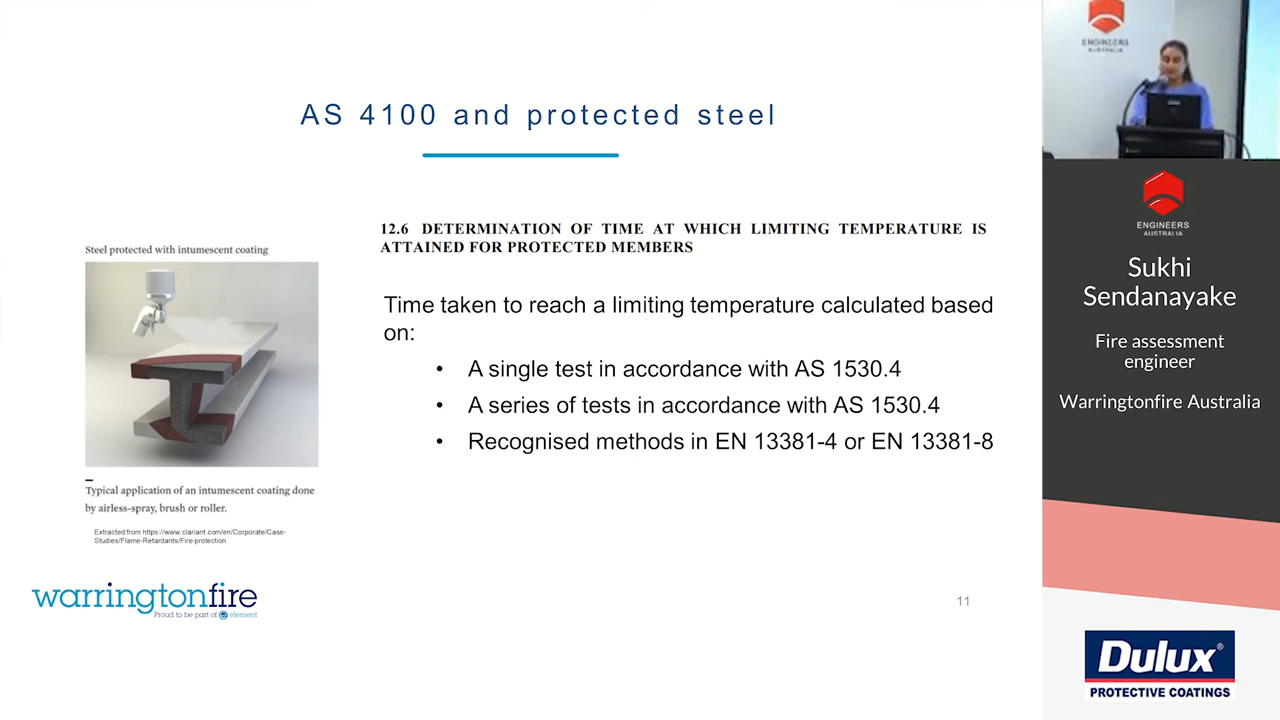 AS 4100 and protected steel
12.6 DETERMINATION OF TIME AT WHICH LIMITING TEMPERATURE IS
ATTAINED FOR PROTECTED MEMBERS
Steel protected with intumescent coating
Time taken to reach a limiting temperature calculated based
on:
• A single test in accordance with AS 1530.4
• A series of tests in accordance with AS 1530.4
• Recognised methods in EN 13381-4 or EN 13381-8
Typical application of an intumescent coating done
by airless-spray, brush or roller.
Extracted from https://www.clariant.com/en/Corporate/Case-
Studies/Flame-Retardants/Fire-protection
warringtonfire
Proud to be part of element
11
ENGINEERS
AUSTRALIA
ENGINEERS
AUSTRALIA
Sukhi
Sendanayake
Fire assessment
engineer
Warringtonfire Australia
Dulux®
PROTECTIVE COATINGS